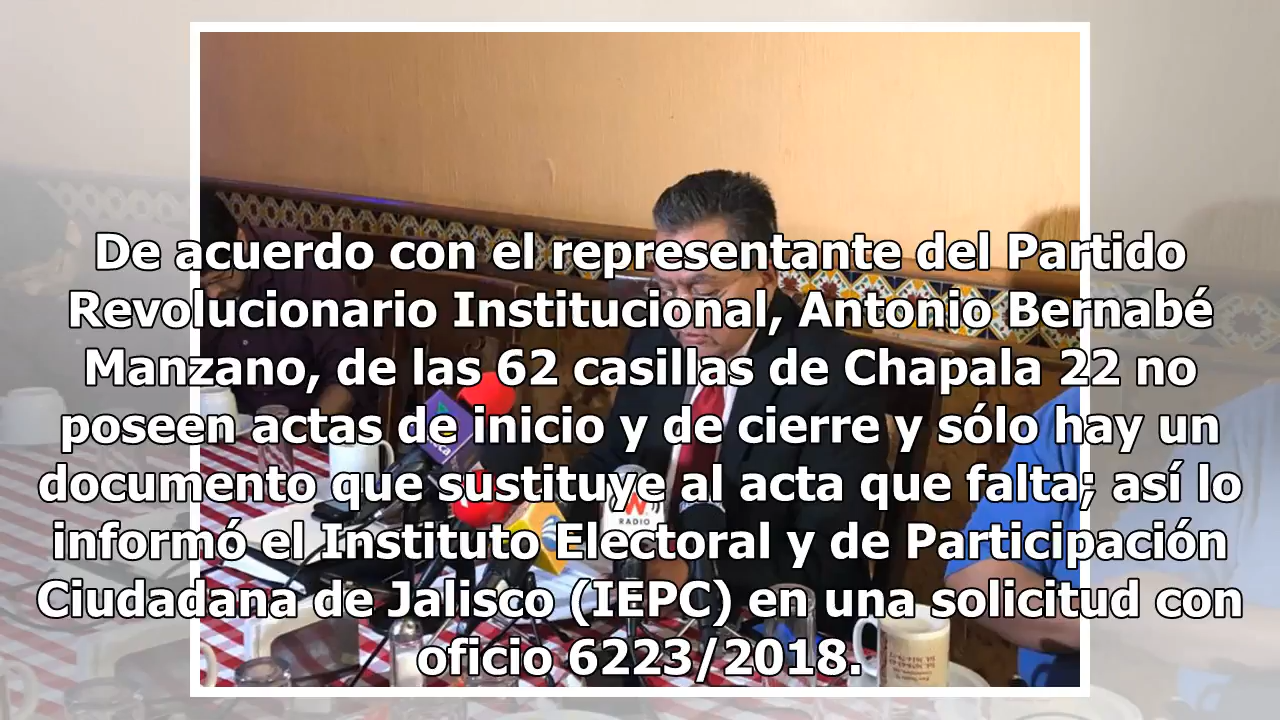 De acuerdo con el representante del Partido
Revolucionario Institucional, Antonio Bernabé
Manzano, de las 62 casillas de Chapala 22 no
poseen actas de inicio y de cierre y sólo hay un
documento que sustituye al acta que falta; así lo
informó el Instituto Electoral y de Participación
Ciudadana de Jalisco (IEPC) en una solicitud con
oficio 6223/2018.
RADIO